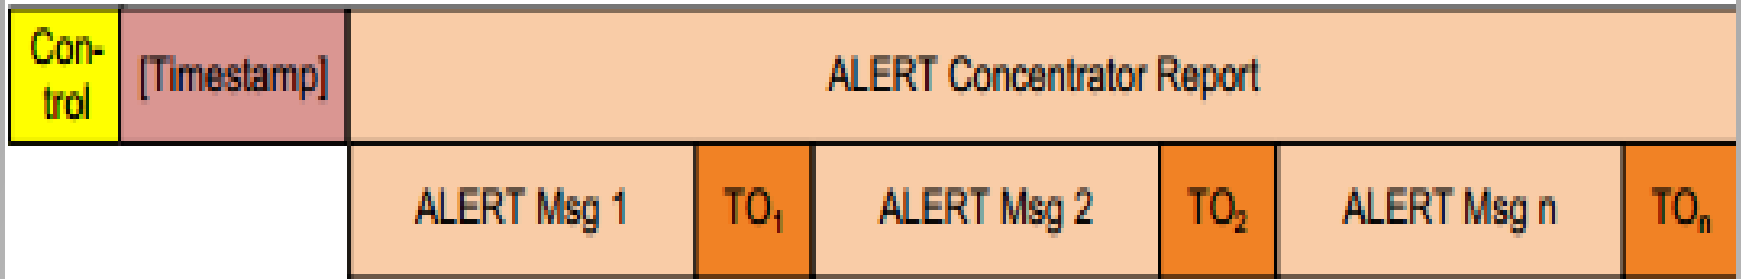 Con-
trol
[Timestamp]
ALERT Concentrator Report
ALERT Msg 1
TO₁
ALERT Msg 2
TO₂
ALERT Msg n
TOₙ